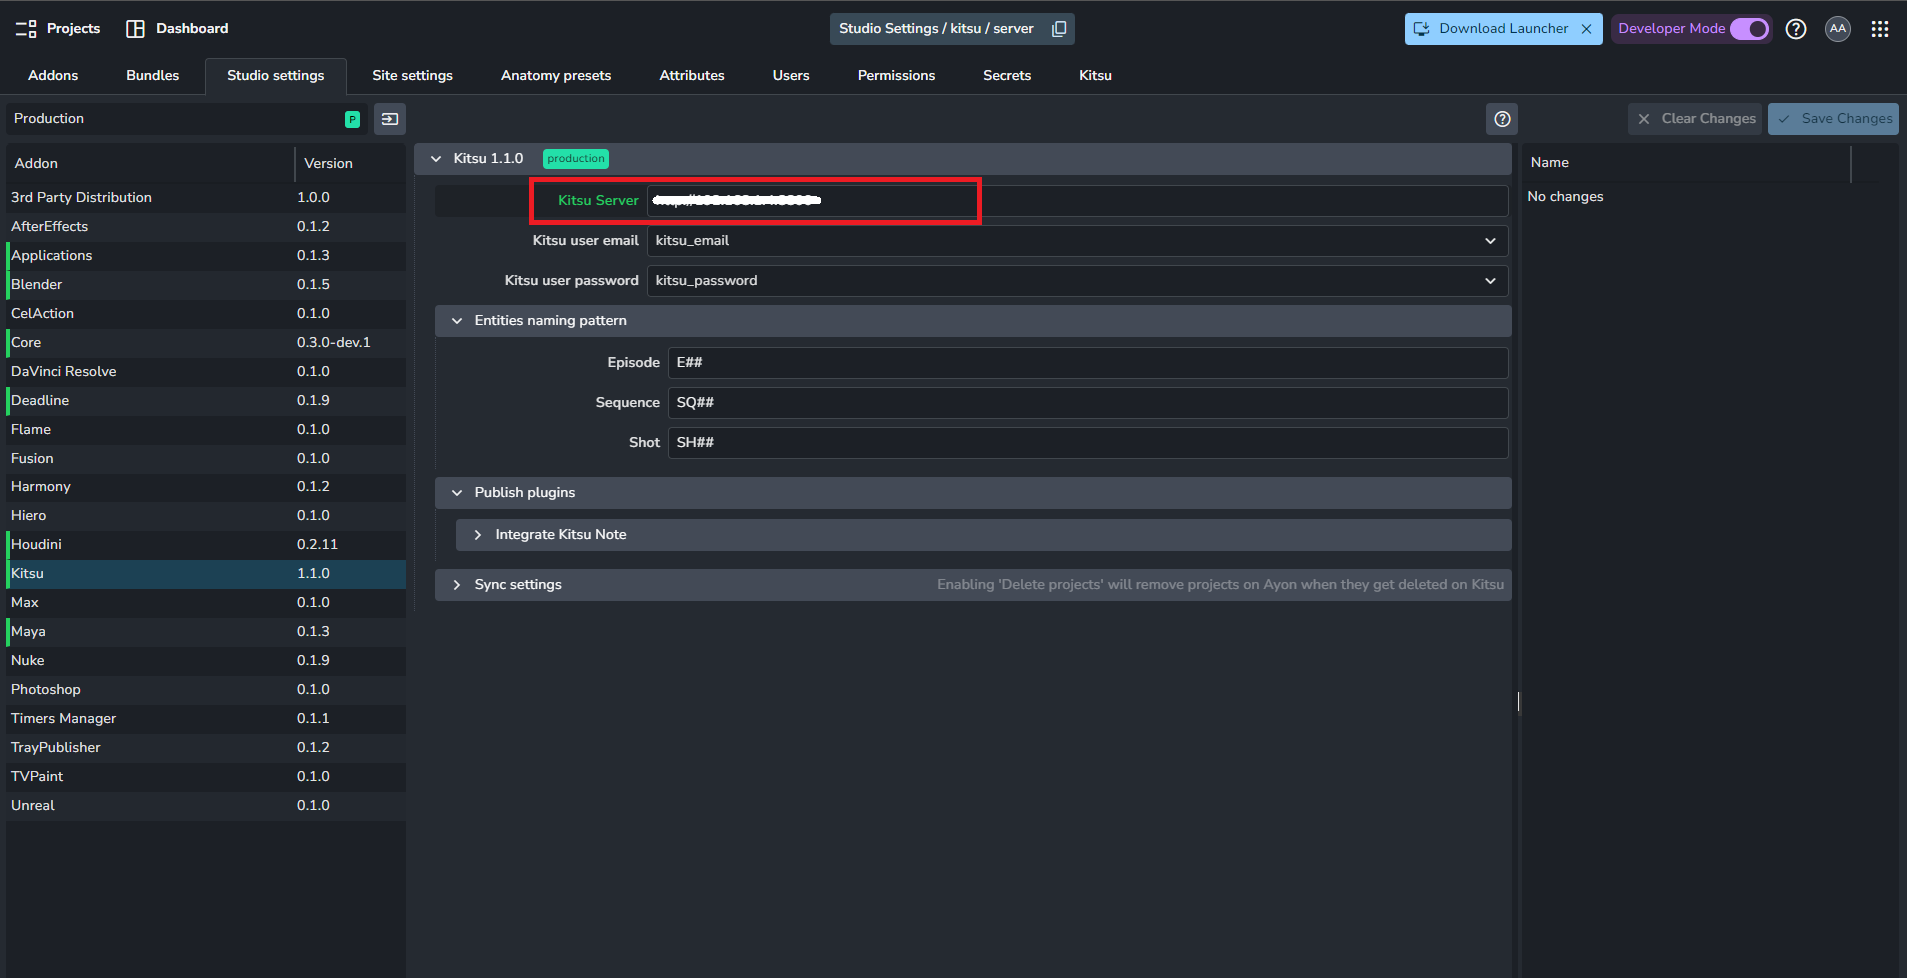 Projects
Dashboard
Studio Settings / kitsu / server
Download Launcher
Developer Mode
AA
Addons
Bundles
Studio settings
Site settings
Anatomy presets
Attributes
Users
Permissions
Secrets
Kitsu
Production
P
Clear Changes
Save Changes
Addon Version
3rd Party Distribution 1.0.0
AfterEffects 0.1.2
Applications 0.1.3
Blender 0.1.5
CelAction 0.1.0
Core 0.3.0-dev.1
DaVinci Resolve 0.1.0
Deadline 0.1.9
Flame 0.1.0
Fusion 0.1.0
Harmony 0.1.2
Hiero 0.1.0
Houdini 0.2.11
Kitsu 1.1.0
Max 0.1.0
Maya 0.1.3
Nuke 0.1.9
Photoshop 0.1.0
Timers Manager 0.1.1
TrayPublisher 0.1.2
TVPaint 0.1.0
Unreal 0.1.0
Kitsu 1.1.0 production
Kitsu Server
Kitsu user email kitsu_email
Kitsu user password kitsu_password
Entities naming pattern
Episode E##
Sequence SQ##
Shot SH##
Publish plugins
Integrate Kitsu Note
Sync settings Enabling 'Delete projects' will remove projects on Ayon when they get deleted on Kitsu
Name
No changes